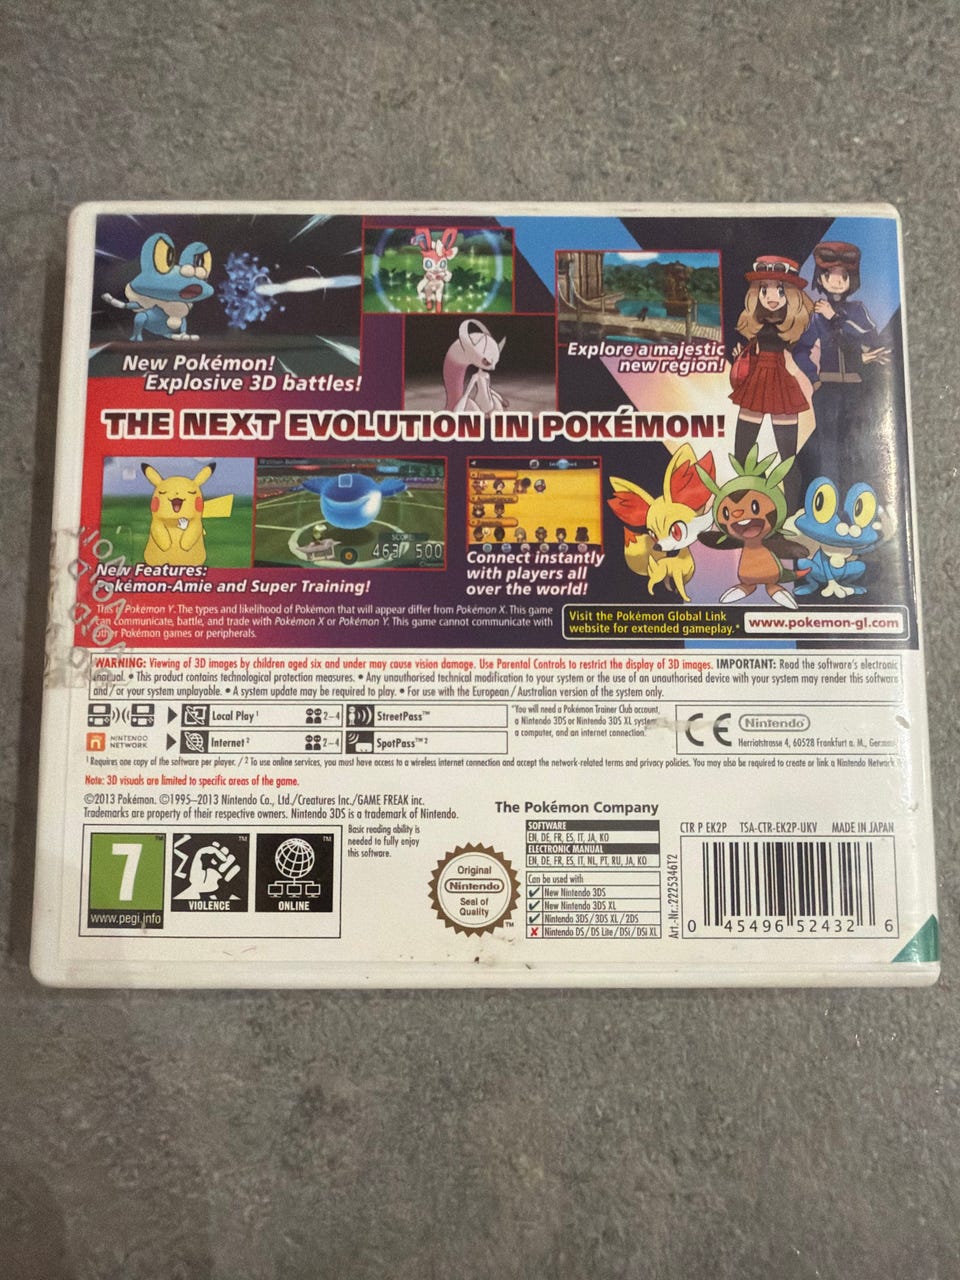 New Pokémon!
Explosive 3D battles!
Explore a majestic
new region!
THE NEXT EVOLUTION IN POKÉMON!
SCORE
463 / 500
New Features:
Pokémon-Amie and Super Training!
Connect instantly
with players all
over the world!
This is Pokémon Y. The types and likelihood of Pokémon that will appear differ from Pokémon X. This game
can communicate, battle, and trade with Pokémon X or Pokémon Y. This game cannot communicate with
other Pokémon games or peripherals.
Visit the Pokémon Global Link
website for extended gameplay.*
www.pokemon-gl.com
WARNING: Viewing of 3D images by children aged six and under may cause vision damage. Use Parental Controls to restrict the display of 3D images. IMPORTANT: Read the software's electronic
manual. • This product contains technological protection measures. • Any unauthorised technical modification to your system or the use of an unauthorised device with your system may render this software
and / or your system unplayable. • A system update may be required to play. • For use with the European / Australian version of the system only.
Local Play¹ 2–4
StreetPass™
NINTENDO
NETWORK
Internet² 2–4
SpotPass™²
*You will need a Pokémon Trainer Club account,
a Nintendo 3DS or Nintendo 3DS XL system,
a computer, and an internet connection.
CE
Nintendo
Herriotstrasse 4, 60528 Frankfurt a. M., Germany
¹ Requires one copy of the software per player. / ² To use online services, you must have access to a wireless internet connection and accept the network-related terms and privacy policies. You may also be required to create or link a Nintendo Network
Note: 3D visuals are limited to specific areas of the game.
©2013 Pokémon. ©1995–2013 Nintendo Co., Ltd./Creatures Inc./GAME FREAK inc.
Trademarks are property of their respective owners. Nintendo 3DS is a trademark of Nintendo.
The Pokémon Company
7
www.pegi.info
VIOLENCE
ONLINE
Basic reading ability is
needed to fully enjoy
this software.
Original
Nintendo
Seal of
Quality
TM
SOFTWARE
EN, DE, FR, ES, IT, JA, KO
ELECTRONIC MANUAL
EN, DE, FR, ES, IT, NL, PT, RU, JA, KO
Can be used with
✓ New Nintendo 3DS
✓ New Nintendo 3DS XL
✓ Nintendo 3DS / 3DS XL / 2DS
✗ Nintendo DS / DS Lite / DSi / DSi XL
Art.-Nr.: 2225346T2
CTR P EK2P TSA-CTR-EK2P-UKV MADE IN JAPAN
0 45496 52432 6